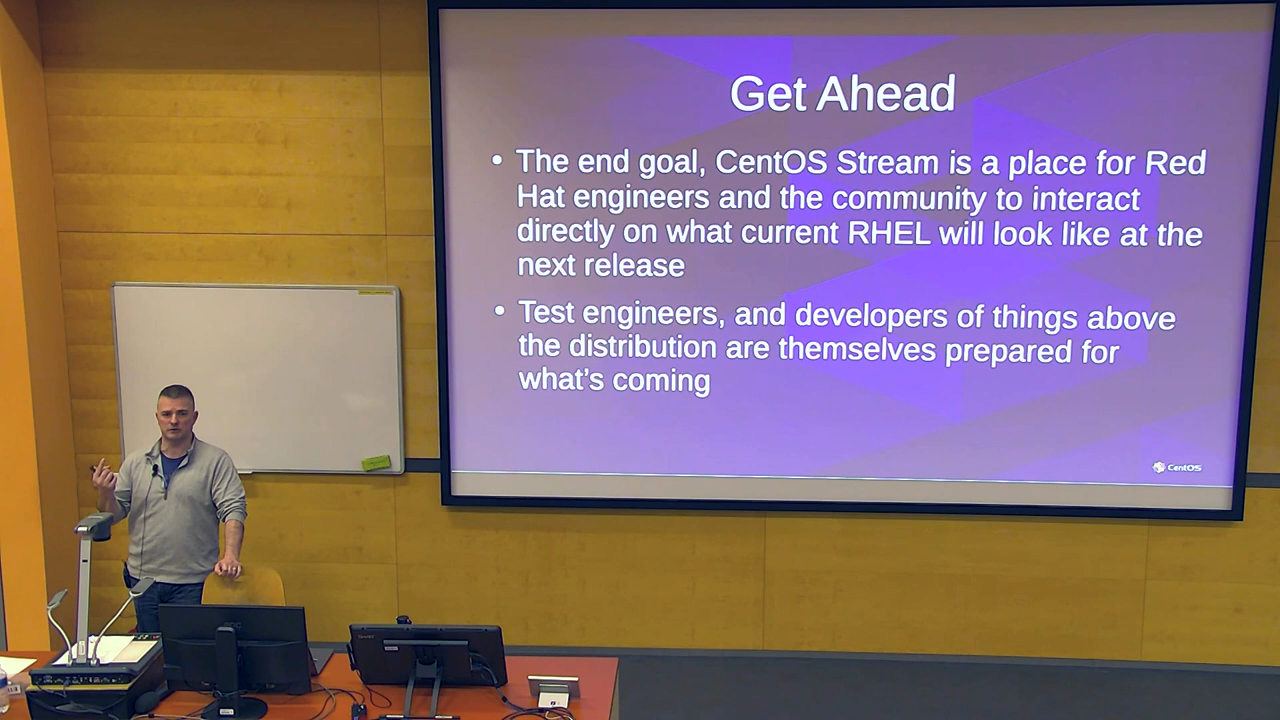 Get Ahead
• The end goal, CentOS Stream is a place for Red
Hat engineers and the community to interact
directly on what current RHEL will look like at the
next release
• Test engineers, and developers of things above
the distribution are themselves prepared for
what's coming
CentOS